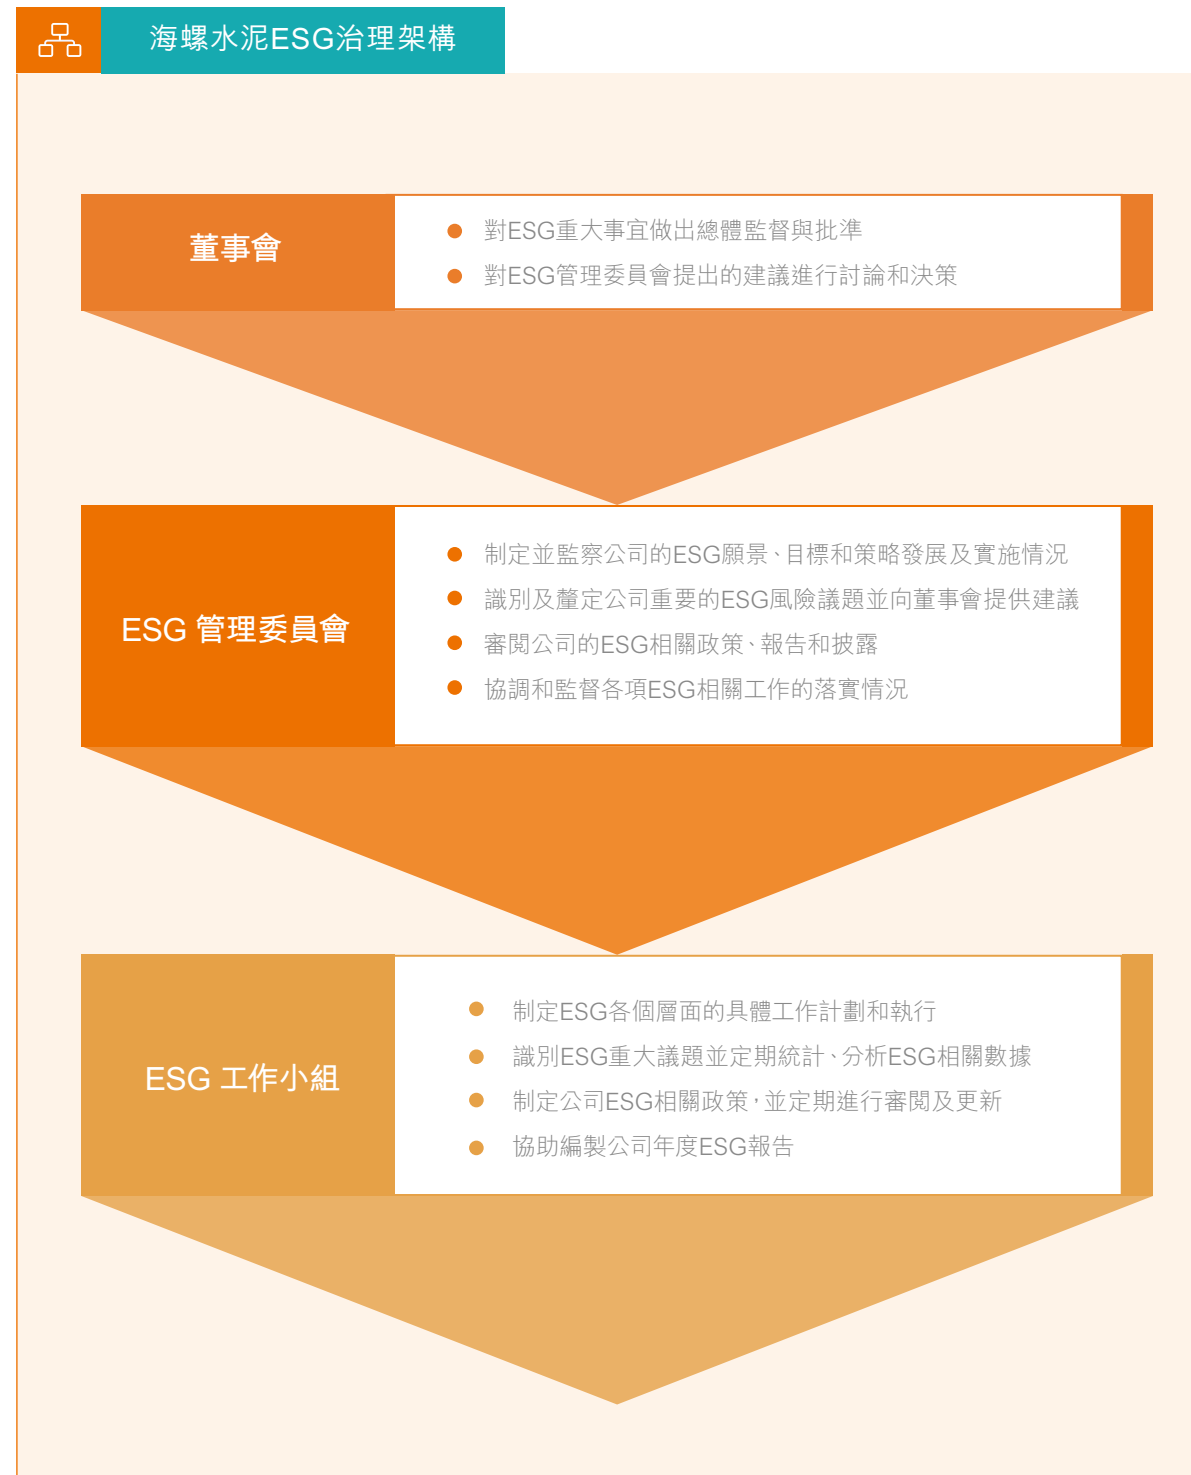 海螺水泥ESG治理架構
董事會
對ESG重大事宜做出總體監督與批準
對ESG管理委員會提出的建議進行討論和決策
ESG 管理委員會
制定並監察公司的ESG願景、目標和策略發展及實施情況
識別及釐定公司重要的ESG風險議題並向董事會提供建議
審閱公司的ESG相關政策、報告和披露
協調和監督各項ESG相關工作的落實情況
ESG 工作小組
制定ESG各個層面的具體工作計劃和執行
識別ESG重大議題並定期統計、分析ESG相關數據
制定公司ESG相關政策，並定期進行審閱及更新
協助編製公司年度ESG報告